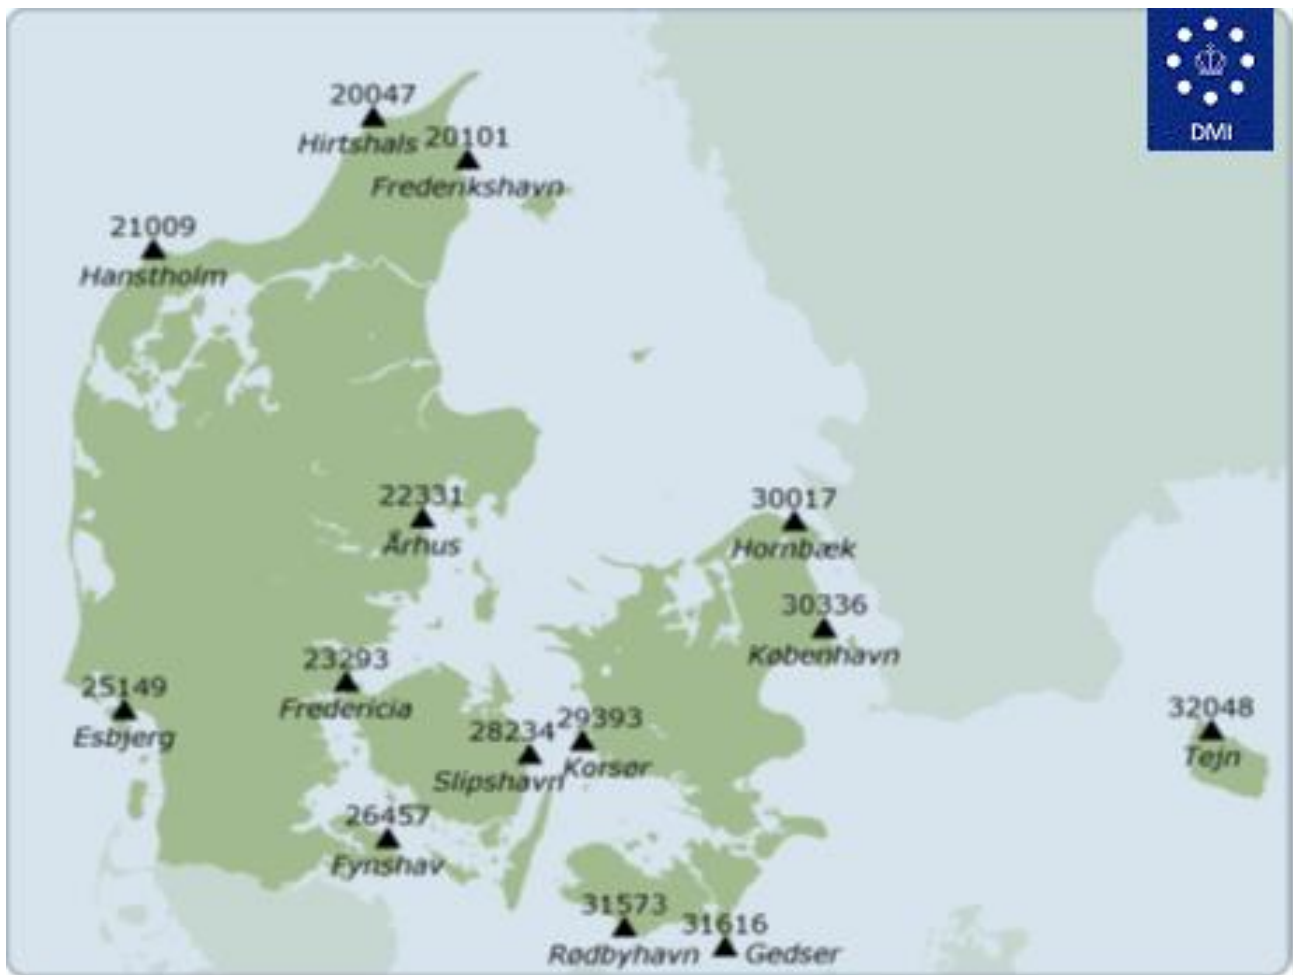 DMI
20047
Hirtshals
20101
Frederikshavn
21009
Hanstholm
22331
Århus
30017
Hornbæk
30336
København
23293
Fredericia
25149
Esbjerg
28234
Slipshavn
29393
Korsør
32048
Tejn
26457
Fynshav
31573
Rødbyhavn
31616
Gedser